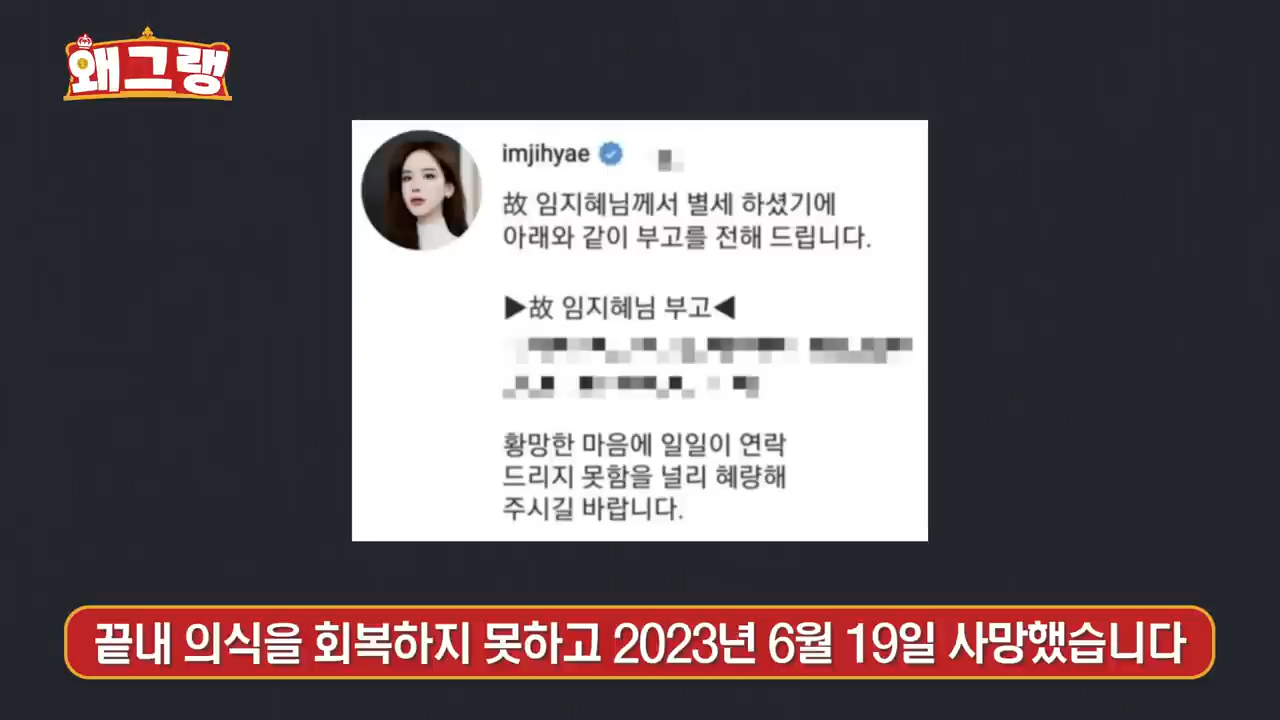 왜그랭
imjihyae
故 임지혜님께서 별세 하셨기에
아래와 같이 부고를 전해 드립니다.
▶故 임지혜님 부고◀
황망한 마음에 일일이 연락
드리지 못함을 널리 혜량해
주시길 바랍니다.
끝내 의식을 회복하지 못하고 2023년 6월 19일 사망했습니다